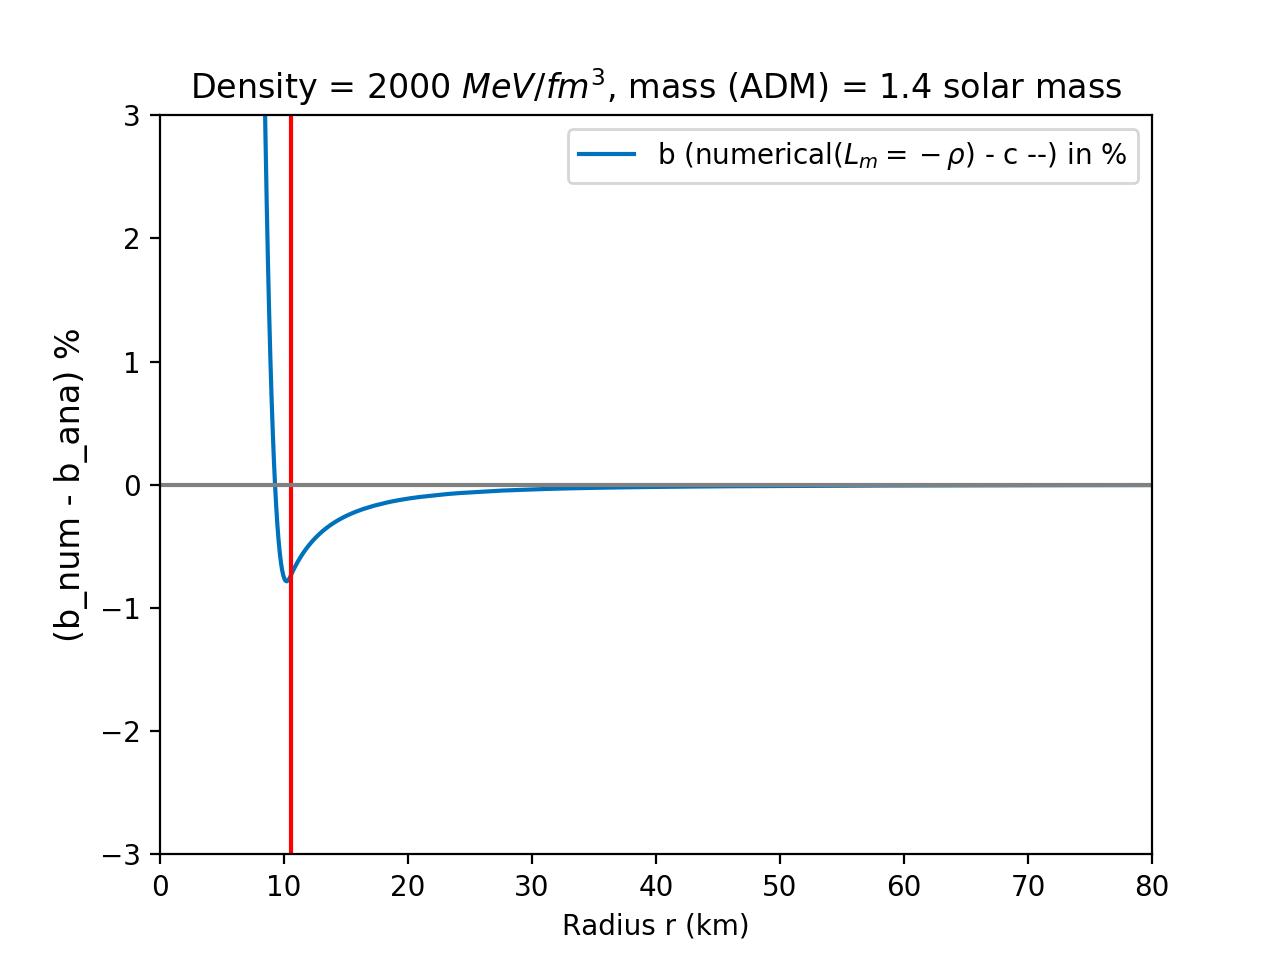 Density = 2000 MeV/fm³, mass (ADM) = 1.4 solar mass
b (numerical(Lₘ = −ρ) - c --) in %
(b_num - b_ana) %
3
2
1
0
−1
−2
−3
0 10 20 30 40 50 60 70 80
Radius r (km)